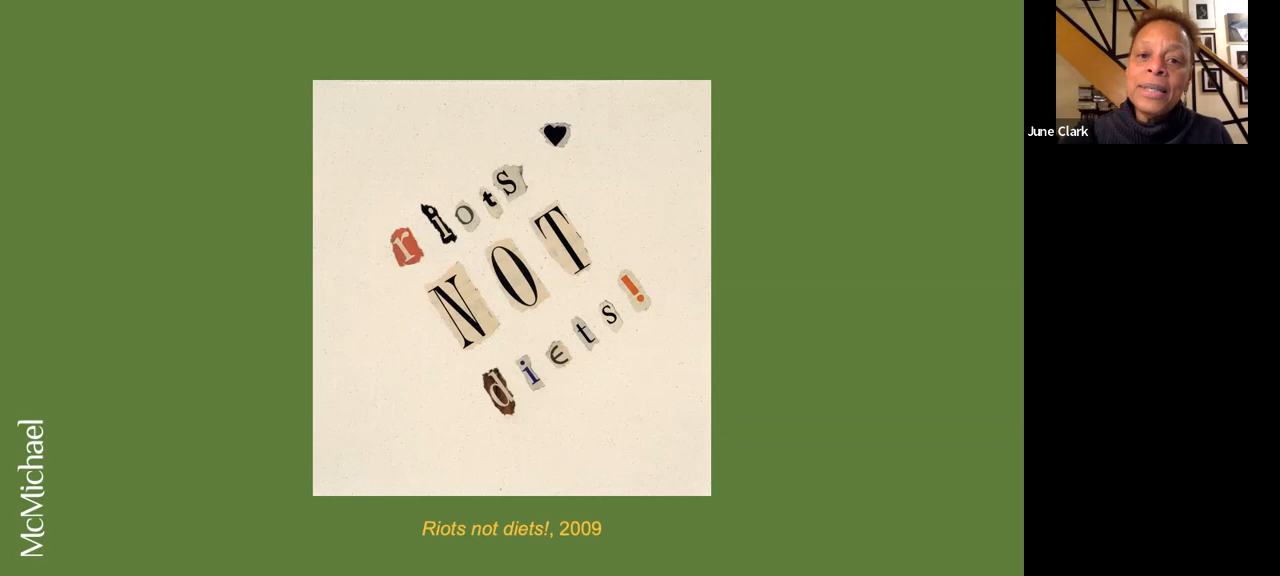 riots
NOT
diets!
Riots not diets!, 2009
McMichael
June Clark